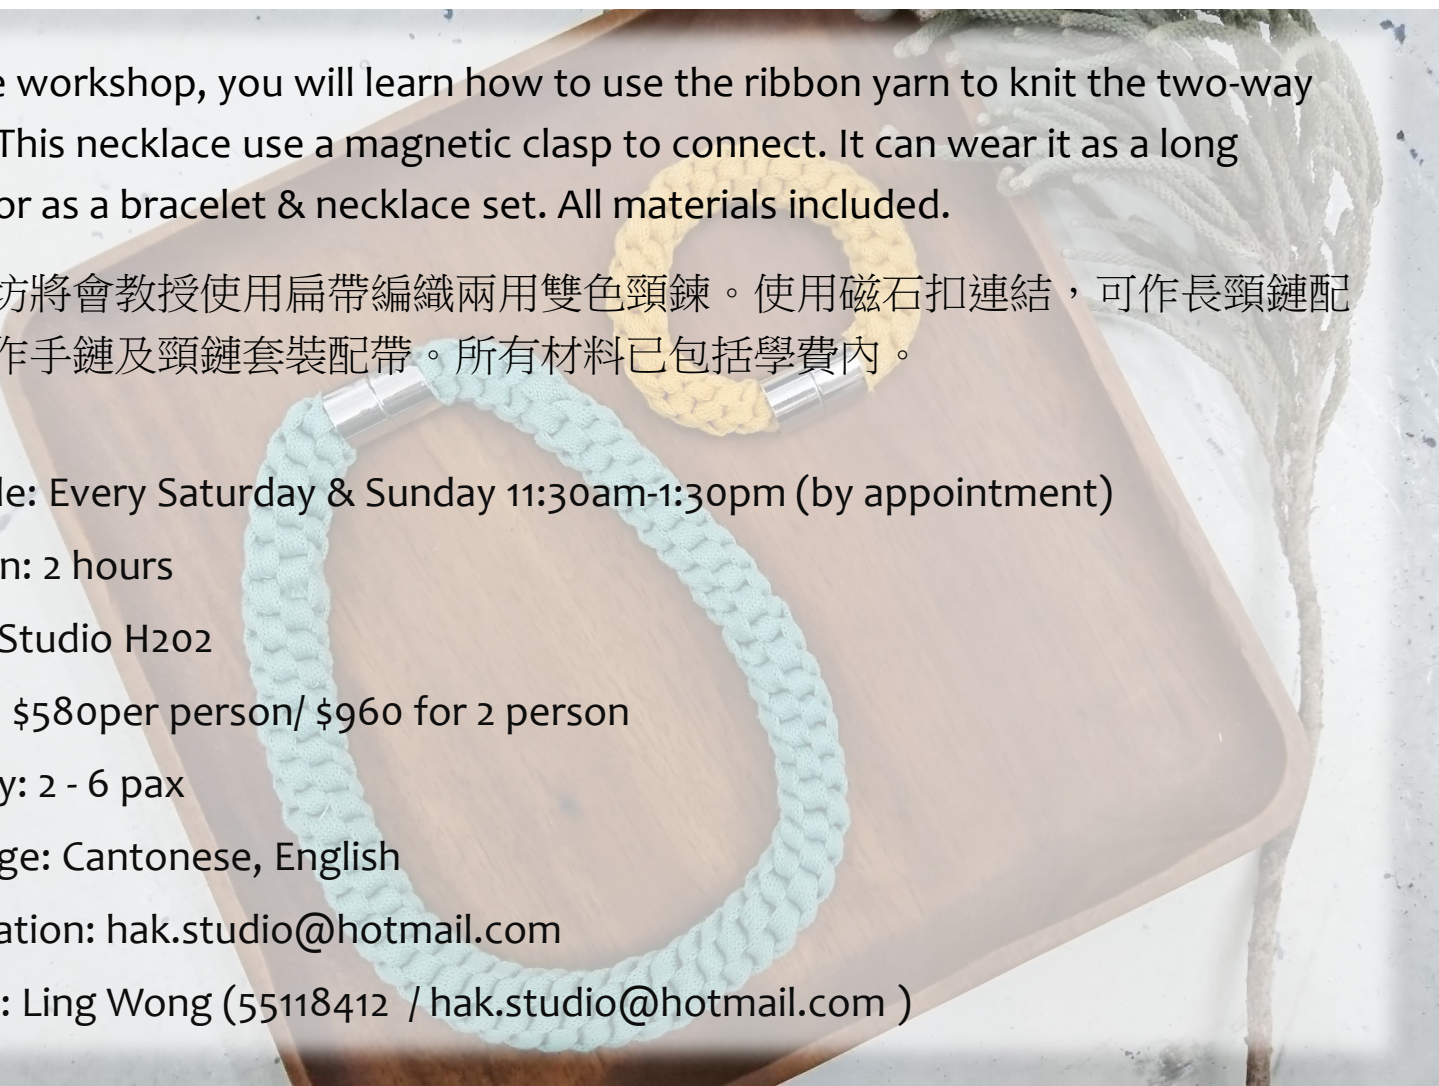 e workshop, you will learn how to use the ribbon yarn to knit the two-way
This necklace use a magnetic clasp to connect. It can wear it as a long
or as a bracelet & necklace set. All materials included.
坊將會教授使用扁帶編織兩用雙色頸鍊。使用磁石扣連結，可作長頸鏈配
作手鏈及頸鏈套裝配帶。所有材料已包括學費內。
le: Every Saturday & Sunday 11:30am-1:30pm (by appointment)
n: 2 hours
Studio H202
$580per person/ $960 for 2 person
y: 2 - 6 pax
ge: Cantonese, English
ation: hak.studio@hotmail.com
: Ling Wong (55118412 / hak.studio@hotmail.com )